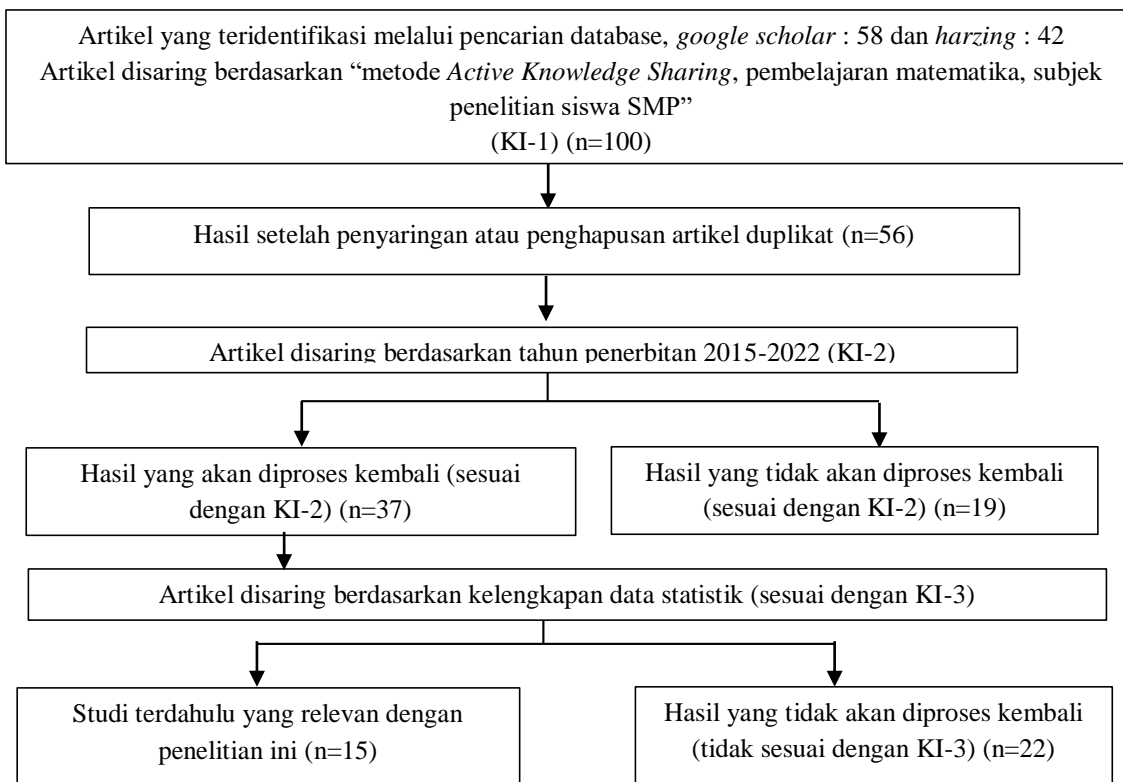 Artikel yang teridentifikasi melalui pencarian database, google scholar : 58 dan harzing : 42
Artikel disaring berdasarkan “metode Active Knowledge Sharing, pembelajaran matematika, subjek
penelitian siswa SMP”
(KI-1) (n=100)
Hasil setelah penyaringan atau penghapusan artikel duplikat (n=56)
Artikel disaring berdasarkan tahun penerbitan 2015-2022 (KI-2)
Hasil yang akan diproses kembali (sesuai
dengan KI-2) (n=37)
Hasil yang tidak akan diproses kembali
(sesuai dengan KI-2) (n=19)
Artikel disaring berdasarkan kelengkapan data statistik (sesuai dengan KI-3)
Studi terdahulu yang relevan dengan
penelitian ini (n=15)
Hasil yang tidak akan diproses kembali
(tidak sesuai dengan KI-3) (n=22)